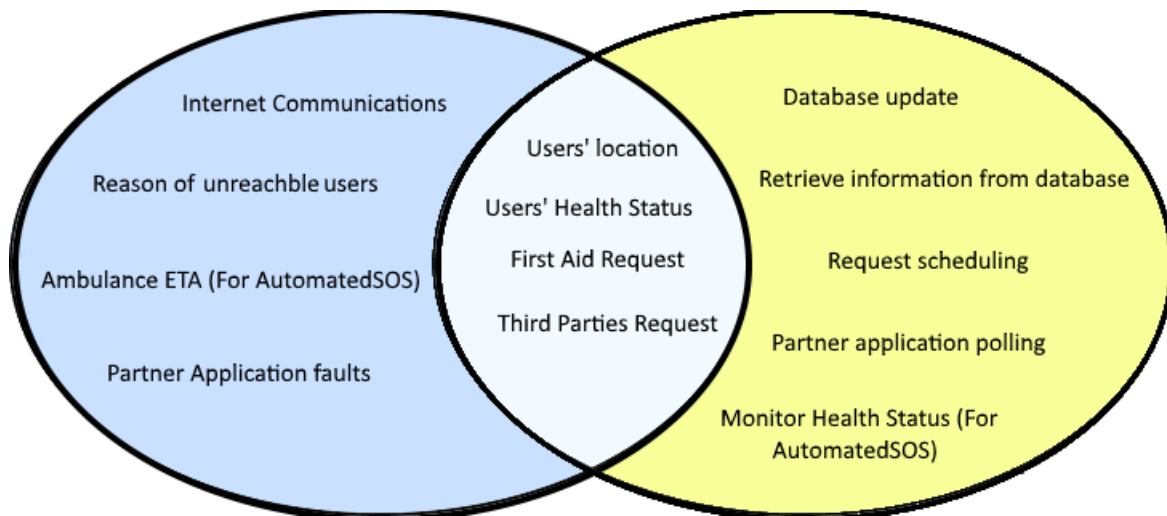 Internet Communications
Reason of unreachble users
Ambulance ETA (For AutomatedSOS)
Partner Application faults
Users' location
Users' Health Status
First Aid Request
Third Parties Request
Database update
Retrieve information from database
Request scheduling
Partner application polling
Monitor Health Status (For
AutomatedSOS)